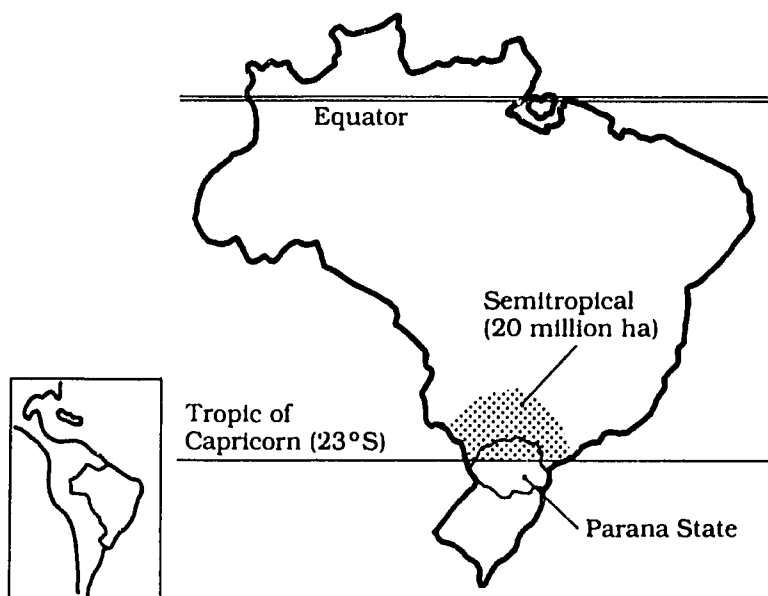 Equator
Semitropical
(20 million ha)
Tropic of
Capricorn (23°S)
Parana State